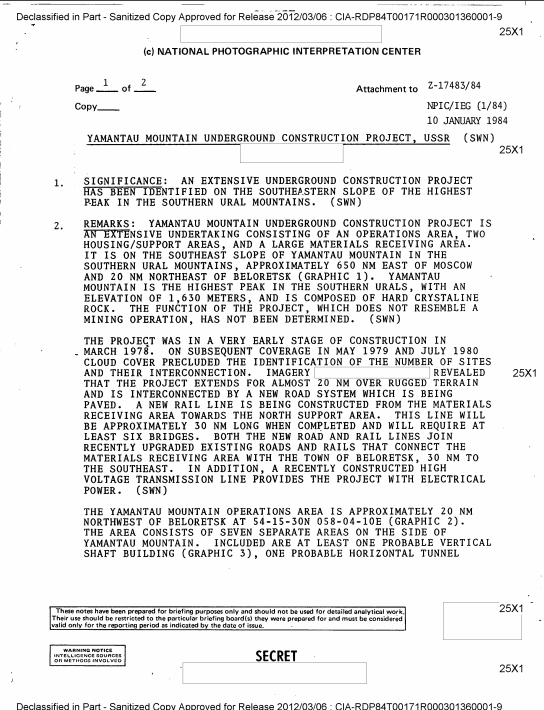 Declassified in Part - Sanitized Copy Approved for Release 2012/03/06 : CIA-RDP84T00171R000301360001-9
25X1
(c) NATIONAL PHOTOGRAPHIC INTERPRETATION CENTER
Page 1 of 2
Attachment to Z-17483/84
Copy
NPIC/IEG (1/84)
10 JANUARY 1984
YAMANTAU MOUNTAIN UNDERGROUND CONSTRUCTION PROJECT, USSR (SWN)
25X1
1. SIGNIFICANCE: AN EXTENSIVE UNDERGROUND CONSTRUCTION PROJECT
HAS BEEN IDENTIFIED ON THE SOUTHEASTERN SLOPE OF THE HIGHEST
PEAK IN THE SOUTHERN URAL MOUNTAINS. (SWN)
2. REMARKS: YAMANTAU MOUNTAIN UNDERGROUND CONSTRUCTION PROJECT IS
AN EXTENSIVE UNDERTAKING CONSISTING OF AN OPERATIONS AREA, TWO
HOUSING/SUPPORT AREAS, AND A LARGE MATERIALS RECEIVING AREA.
IT IS ON THE SOUTHEAST SLOPE OF YAMANTAU MOUNTAIN IN THE
SOUTHERN URAL MOUNTAINS, APPROXIMATELY 650 NM EAST OF MOSCOW
AND 20 NM NORTHEAST OF BELORETSK (GRAPHIC 1). YAMANTAU
MOUNTAIN IS THE HIGHEST PEAK IN THE SOUTHERN URALS, WITH AN
ELEVATION OF 1,630 METERS, AND IS COMPOSED OF HARD CRYSTALINE
ROCK. THE FUNCTION OF THE PROJECT, WHICH DOES NOT RESEMBLE A
MINING OPERATION, HAS NOT BEEN DETERMINED. (SWN)
THE PROJECT WAS IN A VERY EARLY STAGE OF CONSTRUCTION IN
MARCH 1978. ON SUBSEQUENT COVERAGE IN MAY 1979 AND JULY 1980
CLOUD COVER PRECLUDED THE IDENTIFICATION OF THE NUMBER OF SITES
AND THEIR INTERCONNECTION. IMAGERY REVEALED
25X1
THAT THE PROJECT EXTENDS FOR ALMOST 20 NM OVER RUGGED TERRAIN
AND IS INTERCONNECTED BY A NEW ROAD SYSTEM WHICH IS BEING
PAVED. A NEW RAIL LINE IS BEING CONSTRUCTED FROM THE MATERIALS
RECEIVING AREA TOWARDS THE NORTH SUPPORT AREA. THIS LINE WILL
BE APPROXIMATELY 30 NM LONG WHEN COMPLETED AND WILL REQUIRE AT
LEAST SIX BRIDGES. BOTH THE NEW ROAD AND RAIL LINES JOIN
RECENTLY UPGRADED EXISTING ROADS AND RAILS THAT CONNECT THE
MATERIALS RECEIVING AREA WITH THE TOWN OF BELORETSK, 30 NM TO
THE SOUTHEAST. IN ADDITION, A RECENTLY CONSTRUCTED HIGH
VOLTAGE TRANSMISSION LINE PROVIDES THE PROJECT WITH ELECTRICAL
POWER. (SWN)
THE YAMANTAU MOUNTAIN OPERATIONS AREA IS APPROXIMATELY 20 NM
NORTHWEST OF BELORETSK AT 54-15-30N 058-04-10E (GRAPHIC 2).
THE AREA CONSISTS OF SEVEN SEPARATE AREAS ON THE SIDE OF
YAMANTAU MOUNTAIN. INCLUDED ARE AT LEAST ONE PROBABLE VERTICAL
SHAFT BUILDING (GRAPHIC 3), ONE PROBABLE HORIZONTAL TUNNEL
These notes have been prepared for briefing purposes only and should not be used for detailed analytical work.
Their use should be restricted to the particular briefing board(s) they were prepared for and must be considered
valid only for the reporting period as indicated by the date of issue.
25X1
WARNING NOTICE
INTELLIGENCE SOURCES
OR METHODS INVOLVED
SECRET
25X1
Declassified in Part - Sanitized Copy Approved for Release 2012/03/06 : CIA-RDP84T00171R000301360001-9